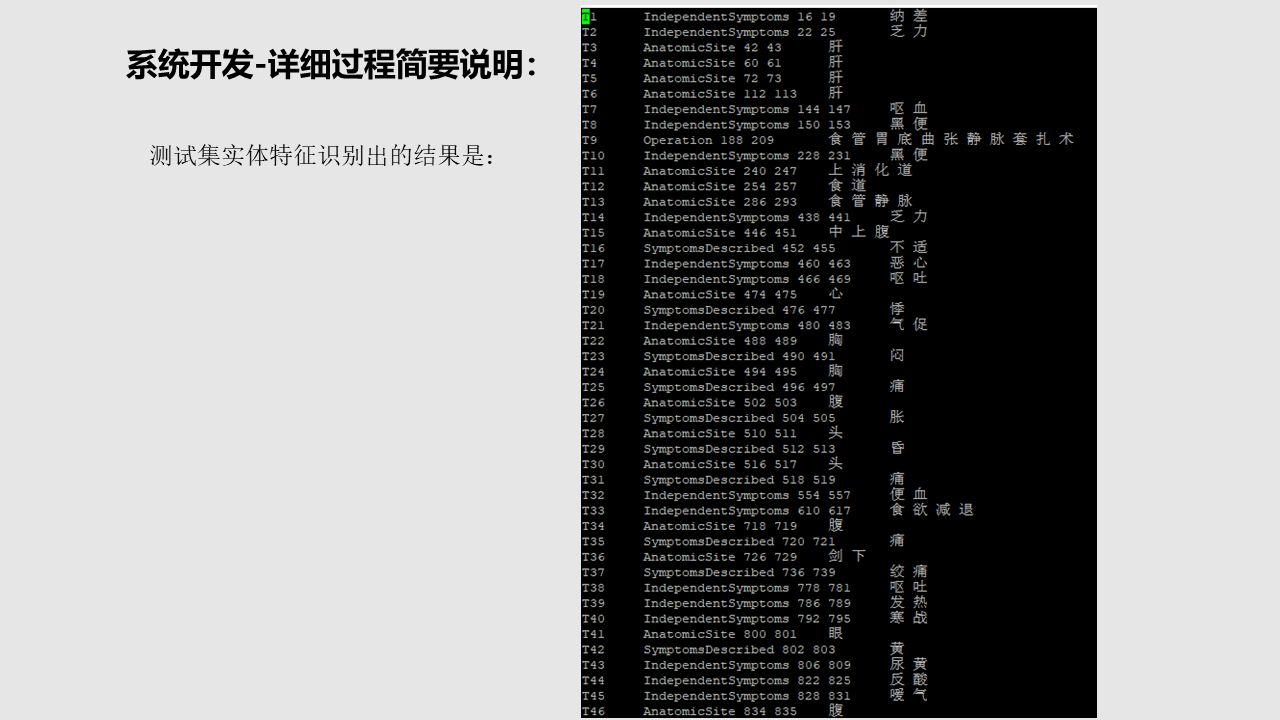 系统开发-详细过程简要说明：
测试集实体特征识别出的结果是：
T1 IndependentSymptoms 16 19 纳 差
T2 IndependentSymptoms 22 25 乏 力
T3 AnatomicSite 42 43 肝
T4 AnatomicSite 60 61 肝
T5 AnatomicSite 72 73 肝
T6 AnatomicSite 112 113 肝
T7 IndependentSymptoms 144 147 呕 血
T8 IndependentSymptoms 150 153 黑 便
T9 Operation 188 209 食 管 胃 底 曲 张 静 脉 套 扎 术
T10 IndependentSymptoms 228 231 黑 便
T11 AnatomicSite 240 247 上 消 化 道
T12 AnatomicSite 254 257 食 道
T13 AnatomicSite 286 293 食 管 静 脉
T14 IndependentSymptoms 438 441 乏 力
T15 AnatomicSite 446 451 中 上 腹
T16 SymptomsDescribed 452 455 不 适
T17 IndependentSymptoms 460 463 恶 心
T18 IndependentSymptoms 466 469 呕 吐
T19 AnatomicSite 474 475 心
T20 SymptomsDescribed 476 477 悸
T21 IndependentSymptoms 480 483 气 促
T22 AnatomicSite 488 489 胸
T23 SymptomsDescribed 490 491 闷
T24 AnatomicSite 494 495 胸
T25 SymptomsDescribed 496 497 痛
T26 AnatomicSite 502 503 腹
T27 SymptomsDescribed 504 505 胀
T28 AnatomicSite 510 511 头
T29 SymptomsDescribed 512 513 昏
T30 AnatomicSite 516 517 头
T31 SymptomsDescribed 518 519 痛
T32 IndependentSymptoms 554 557 便 血
T33 IndependentSymptoms 610 617 食 欲 减 退
T34 AnatomicSite 718 719 腹
T35 SymptomsDescribed 720 721 痛
T36 AnatomicSite 726 729 剑 下
T37 SymptomsDescribed 736 739 绞 痛
T38 IndependentSymptoms 778 781 呕 吐
T39 IndependentSymptoms 786 789 发 热
T40 IndependentSymptoms 792 795 寒 战
T41 AnatomicSite 800 801 眼
T42 SymptomsDescribed 802 803 黄
T43 IndependentSymptoms 806 809 尿 黄
T44 IndependentSymptoms 822 825 反 酸
T45 IndependentSymptoms 828 831 嗳 气
T46 AnatomicSite 834 835 腹